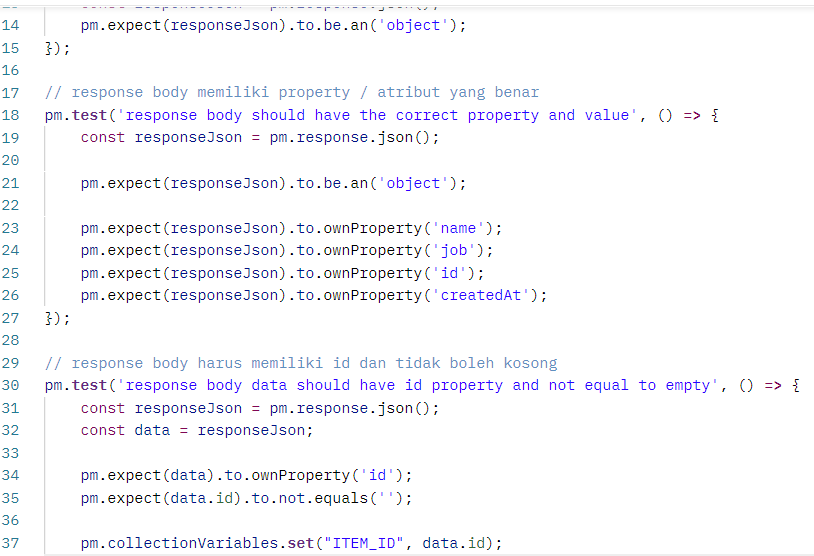 14 pm.expect(responseJson).to.be.an('object');
15 });
16
17 // response body memiliki property / atribut yang benar
18 pm.test('response body should have the correct property and value', () => {
19 const responseJson = pm.response.json();
20
21 pm.expect(responseJson).to.be.an('object');
22
23 pm.expect(responseJson).to.ownProperty('name');
24 pm.expect(responseJson).to.ownProperty('job');
25 pm.expect(responseJson).to.ownProperty('id');
26 pm.expect(responseJson).to.ownProperty('createdAt');
27 });
28
29 // response body harus memiliki id dan tidak boleh kosong
30 pm.test('response body data should have id property and not equal to empty', () => {
31 const responseJson = pm.response.json();
32 const data = responseJson;
33
34 pm.expect(data).to.ownProperty('id');
35 pm.expect(data.id).to.not.equals('');
36
37 pm.collectionVariables.set("ITEM_ID", data.id);